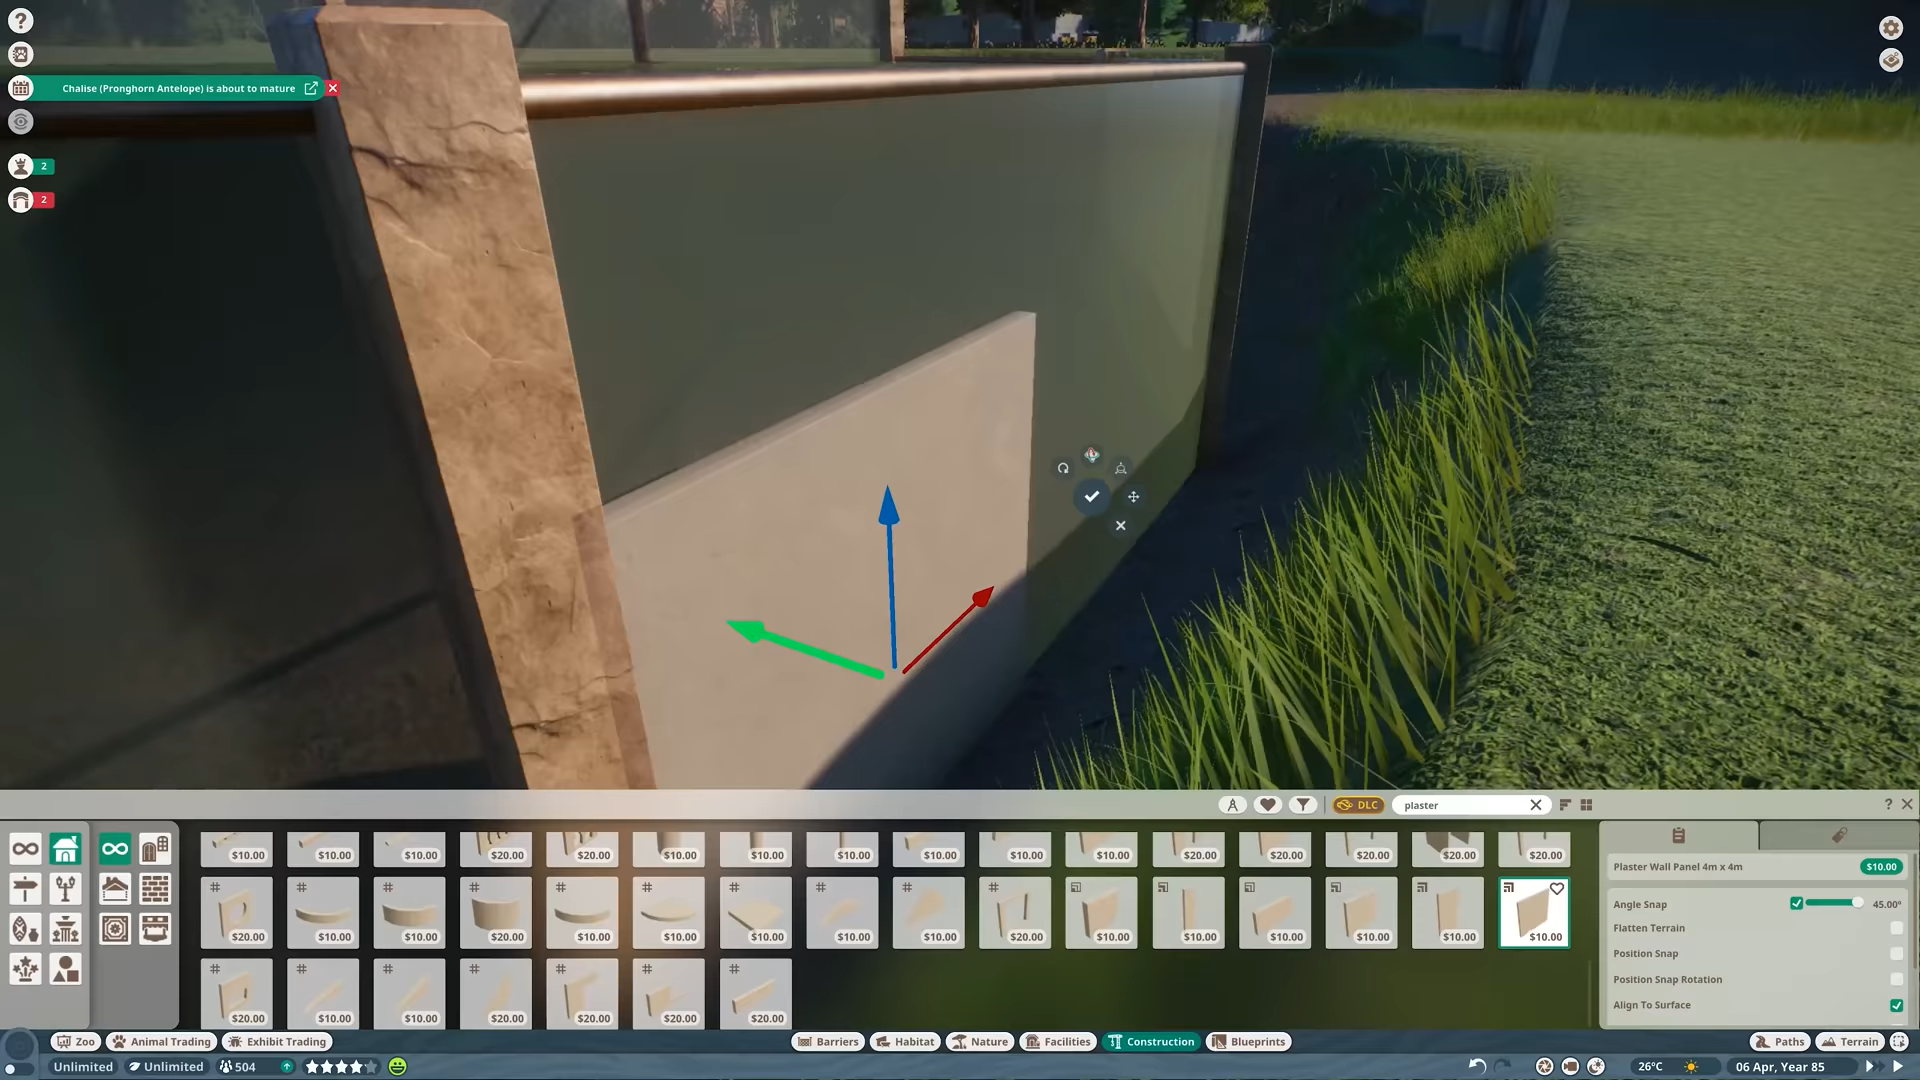 ?
Chalise (Pronghorn Antelope) is about to mature
2
2
DLC
plaster
?
$10.00 $10.00 $10.00 $20.00 $20.00 $10.00 $10.00 $10.00 $10.00 $10.00 $10.00 $20.00 $20.00 $20.00 $20.00 $20.00
$20.00 $10.00 $10.00 $20.00 $10.00 $10.00 $10.00 $10.00 $10.00 $20.00 $10.00 $10.00 $10.00 $10.00 $10.00 $10.00
$20.00 $10.00 $10.00 $20.00 $20.00 $20.00 $20.00
Plaster Wall Panel 4m x 4m $10.00
Angle Snap 45.00°
Flatten Terrain
Position Snap
Position Snap Rotation
Align To Surface
Zoo Animal Trading Exhibit Trading Barriers Habitat Nature Facilities Construction Blueprints Paths Terrain
Unlimited Unlimited 504 26°C 06 Apr, Year 85